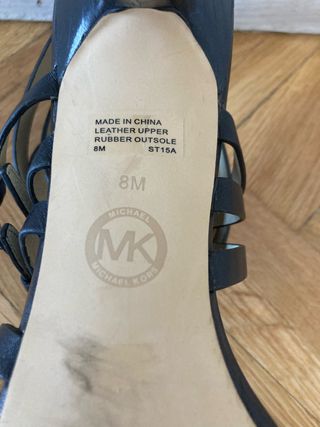 MADE IN CHINA
LEATHER UPPER
RUBBER OUTSOLE
8M ST15A
8M
MICHAEL
MK
MICHAEL KORS